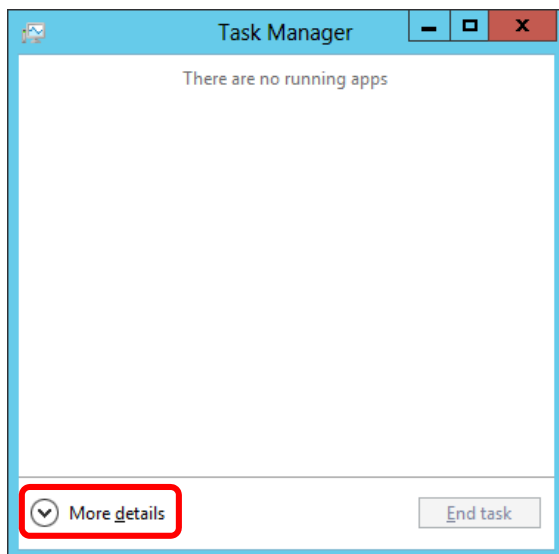 Task Manager
There are no running apps
More details
End task